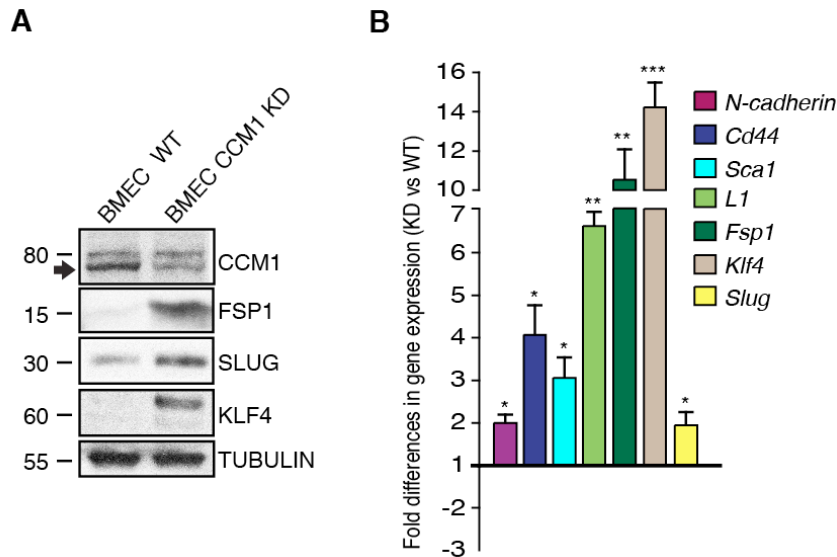 A
BMEC WT
BMEC CCM1 KD
80
CCM1
15
FSP1
30
SLUG
60
KLF4
55
TUBULIN
B
Fold differences in gene expression (KD vs WT)
16
14
12
10
7
6
5
4
3
2
1
-2
-3
*
*
*
**
**
***
*
N-cadherin
Cd44
Sca1
L1
Fsp1
Klf4
Slug